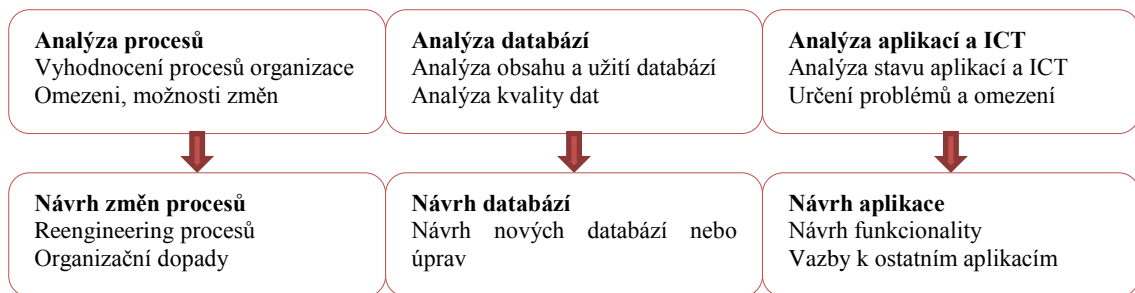 Analýza procesů
Vyhodnocení procesů organizace
Omezeni, možnosti změn
Analýza databází
Analýza obsahu a užití databází
Analýza kvality dat
Analýza aplikací a ICT
Analýza stavu aplikací a ICT
Určení problémů a omezení
Návrh změn procesů
Reengineering procesů
Organizační dopady
Návrh databází
Návrh nových databází nebo
úprav
Návrh aplikace
Návrh funkcionality
Vazby k ostatním aplikacím